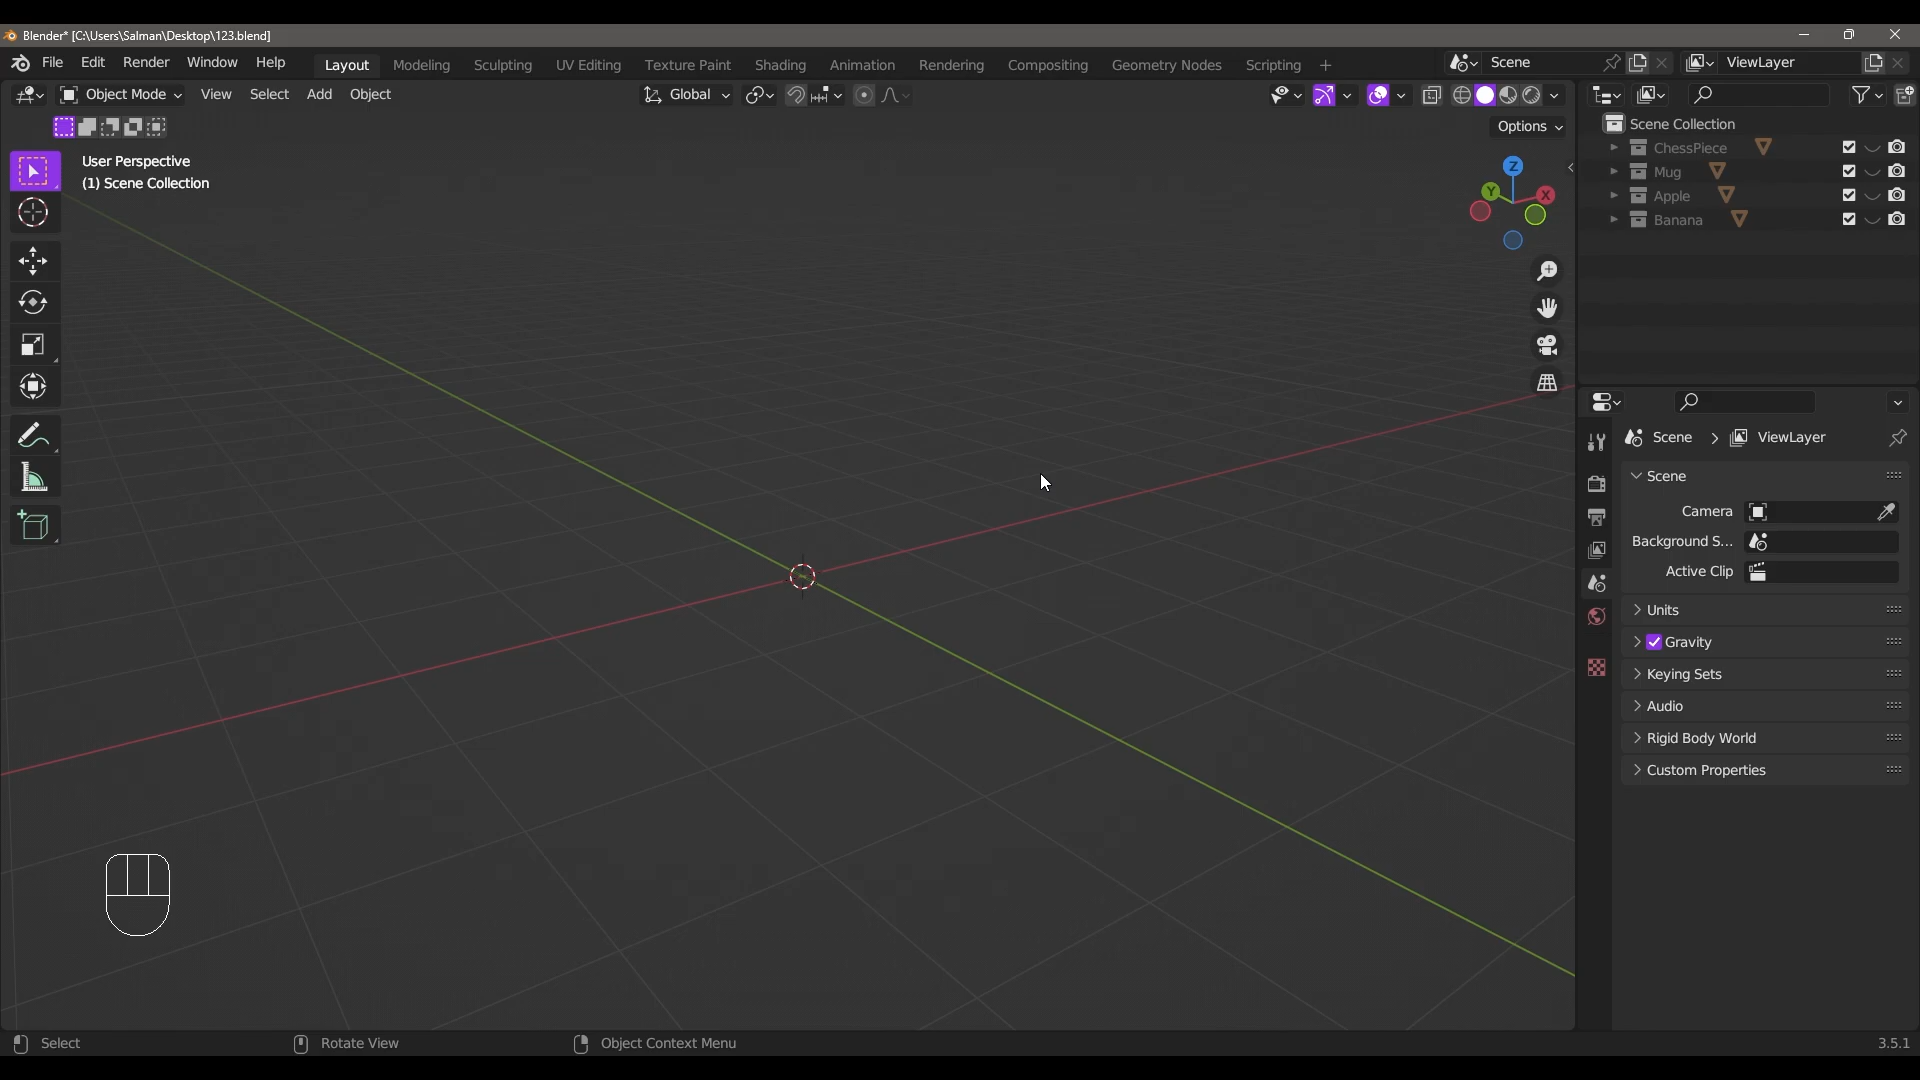 Blender* [C:\Users\Salman\Desktop\123.blend]
File Edit Render Window Help Layout Modeling Sculpting UV Editing Texture Paint Shading Animation Rendering Compositing Geometry Nodes Scripting + Scene ViewLayer
Object Mode View Select Add Object Global
Options
User Perspective
(1) Scene Collection
Z
Y
X
Scene Collection
ChessPiece
Mug
Apple
Banana
Scene > ViewLayer
Scene
Camera
Background S...
Active Clip
Units
Gravity
Keying Sets
Audio
Rigid Body World
Custom Properties
Select Rotate View Object Context Menu 3.5.1